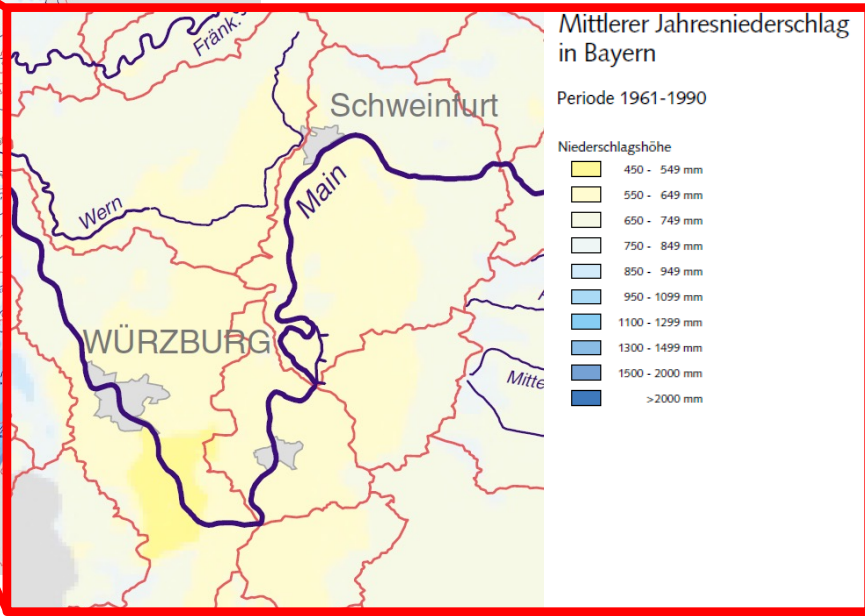 Fränk.
Schweinfurt
Main
Wern
WÜRZBURG
Mitte
Mittlerer Jahresniederschlag
in Bayern
Periode 1961-1990
Niederschlagshöhe
450 - 549 mm
550 - 649 mm
650 - 749 mm
750 - 849 mm
850 - 949 mm
950 - 1099 mm
1100 - 1299 mm
1300 - 1499 mm
1500 - 2000 mm
>2000 mm